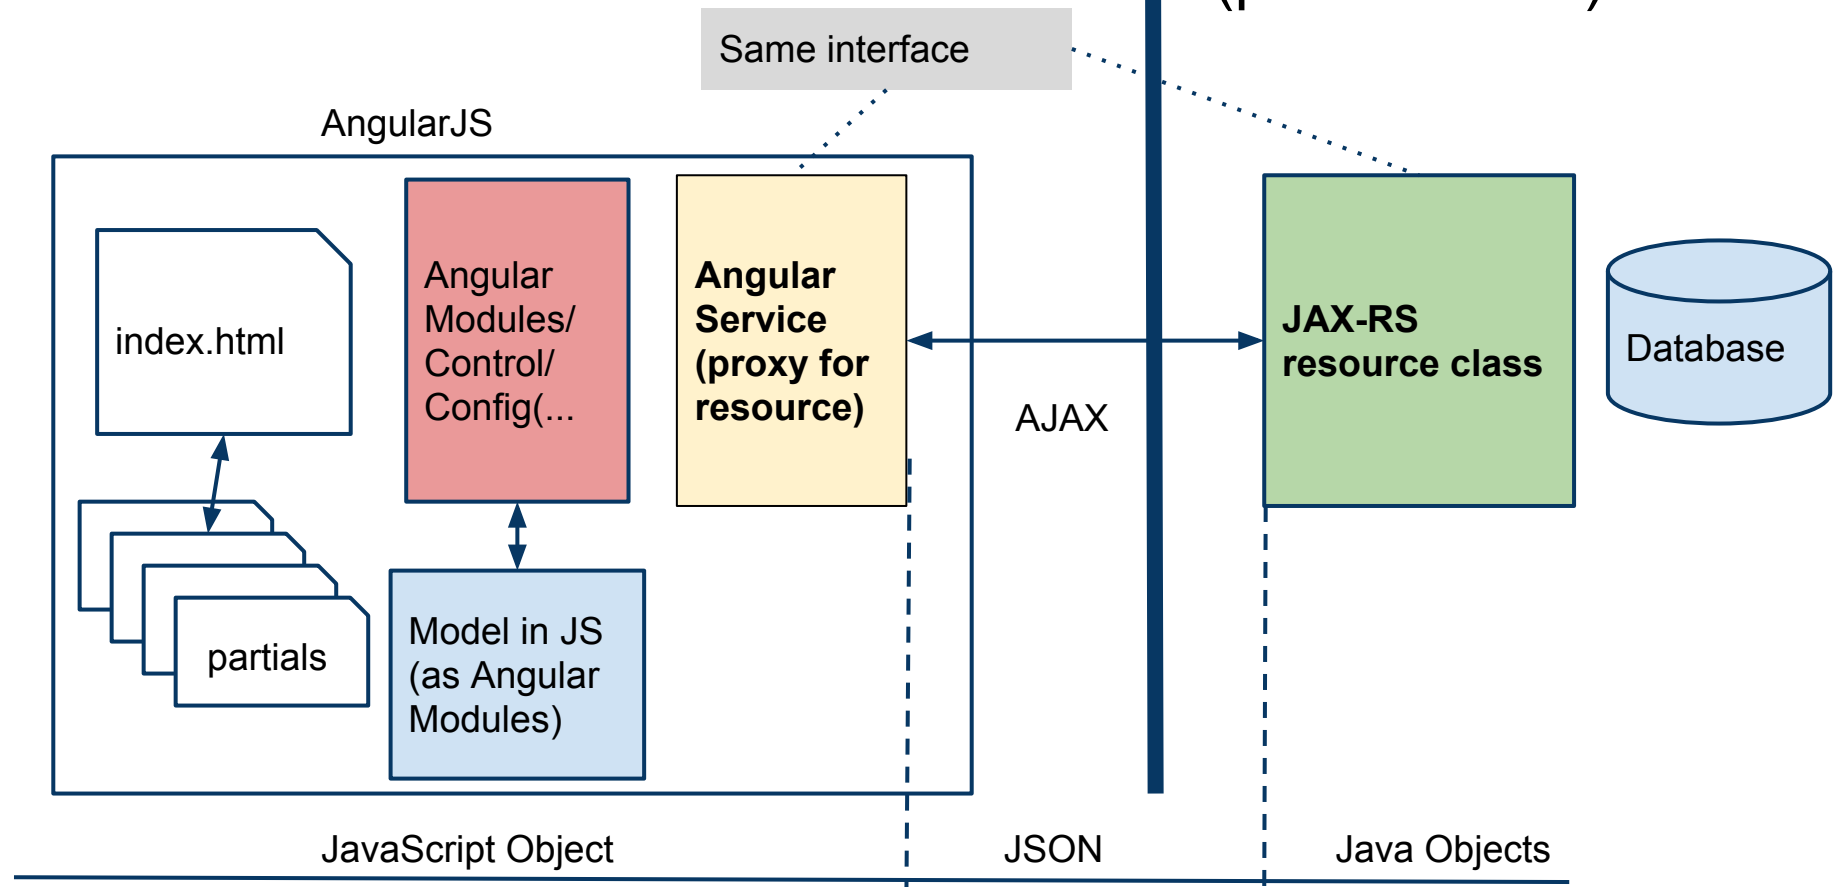 Same interface
AngularJS
index.html
partials
Angular
Modules/
Control/
Config(...
Model in JS
(as Angular
Modules)
Angular
Service
(proxy for
resource)
AJAX
JAX-RS
resource class
Database
JavaScript Object
JSON
Java Objects